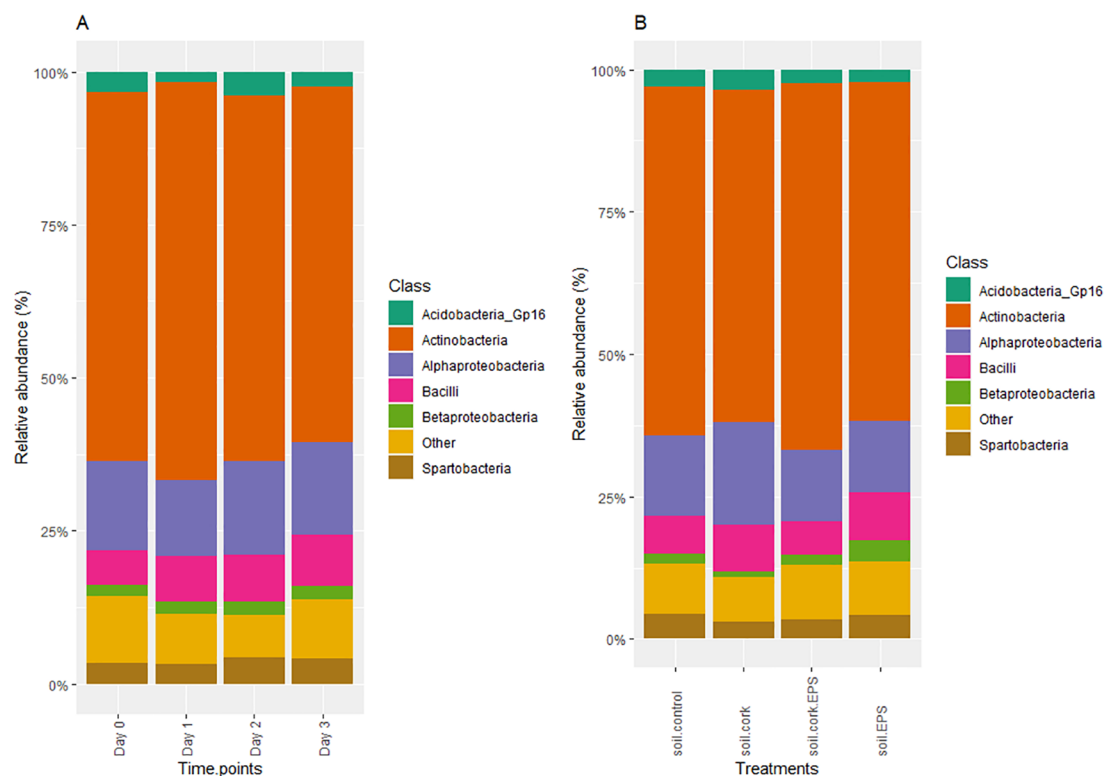 A
Relative abundance (%)
100%
75%
50%
25%
0%
Day 0
Day 1
Day 2
Day 3
Time.points
Class
Acidobacteria_Gp16
Actinobacteria
Alphaproteobacteria
Bacilli
Betaproteobacteria
Other
Spartobacteria
B
Relative abundance (%)
100%
75%
50%
25%
0%
soil.control
soil.cork
soil.cork.EPS
soil.EPS
Treatments
Class
Acidobacteria_Gp16
Actinobacteria
Alphaproteobacteria
Bacilli
Betaproteobacteria
Other
Spartobacteria